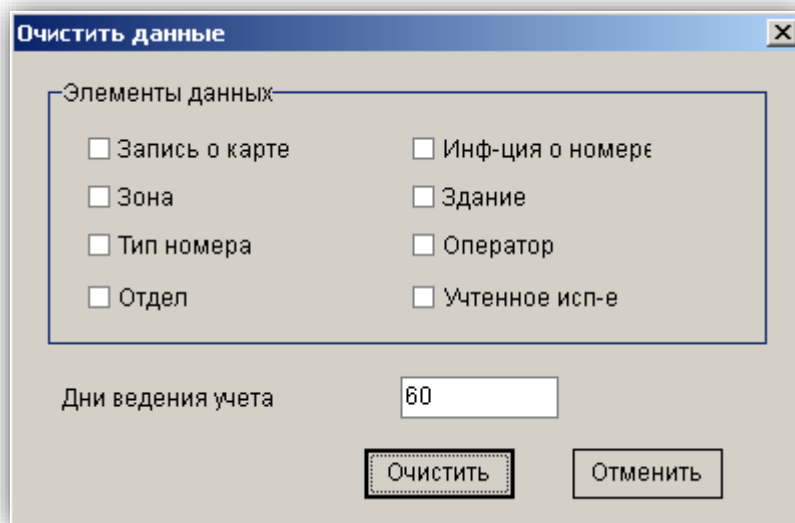 Очистить данные
Элементы данных
Запись о карте Инф-ция о номере
Зона Здание
Тип номера Оператор
Отдел Учтенное исп-е
Дни ведения учета 60
Очистить Отменить